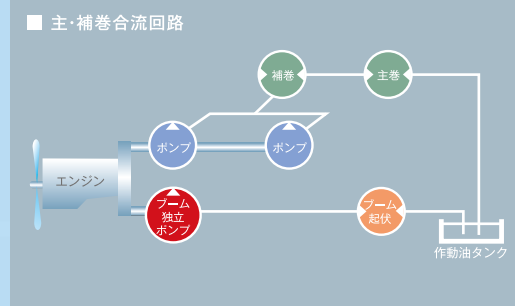 ■ 主・補巻合流回路
補巻
主巻
ポンプ
ポンプ
エンジン
ブーム
独立
ポンプ
ブーム
起伏
作動油タンク